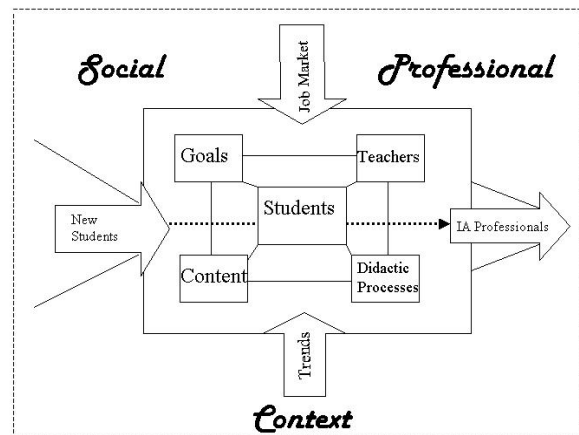 Social
Professional
Job Market
Goals
Teachers
Students
New
Students
IA Professionals
Content
Didactic
Processes
Trends
Context